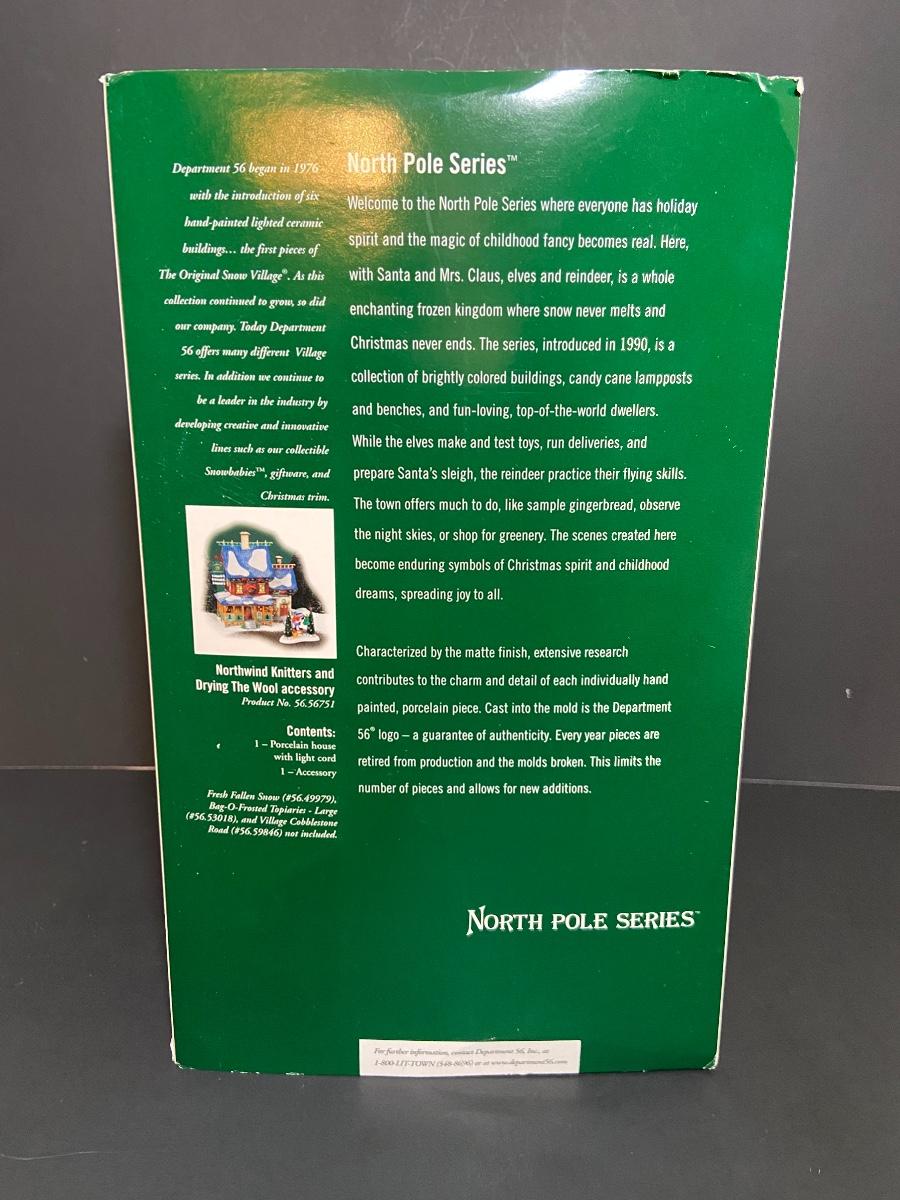 Department 56 began in 1976
with the introduction of six
hand-painted lighted ceramic
buildings... the first pieces of
The Original Snow Village®. As this
collection continued to grow, so did
our company. Today Department
56 offers many different Village
series. In addition we continue to
be a leader in the industry by
developing creative and innovative
lines such as our collectible
Snowbabies™, giftware, and
Christmas trim.
Northwind Knitters and
Drying The Wool accessory
Product No. 56.56751
Contents:
1 – Porcelain house
with light cord
1 – Accessory
Fresh Fallen Snow (#56.49979),
Bag-O-Frosted Topiaries - Large
(#56.53018), and Village Cobblestone
Road (#56.59846) not included.
North Pole Series™
Welcome to the North Pole Series where everyone has holiday
spirit and the magic of childhood fancy becomes real. Here,
with Santa and Mrs. Claus, elves and reindeer, is a whole
enchanting frozen kingdom where snow never melts and
Christmas never ends. The series, introduced in 1990, is a
collection of brightly colored buildings, candy cane lampposts
and benches, and fun-loving, top-of-the-world dwellers.
While the elves make and test toys, run deliveries, and
prepare Santa's sleigh, the reindeer practice their flying skills.
The town offers much to do, like sample gingerbread, observe
the night skies, or shop for greenery. The scenes created here
become enduring symbols of Christmas spirit and childhood
dreams, spreading joy to all.
Characterized by the matte finish, extensive research
contributes to the charm and detail of each individually hand
painted, porcelain piece. Cast into the mold is the Department
56® logo – a guarantee of authenticity. Every year pieces are
retired from production and the molds broken. This limits the
number of pieces and allows for new additions.
NORTH POLE SERIES™
For further information, contact Department 56, Inc., at
1-800-LIT-TOWN (548-8696) or at www.department56.com